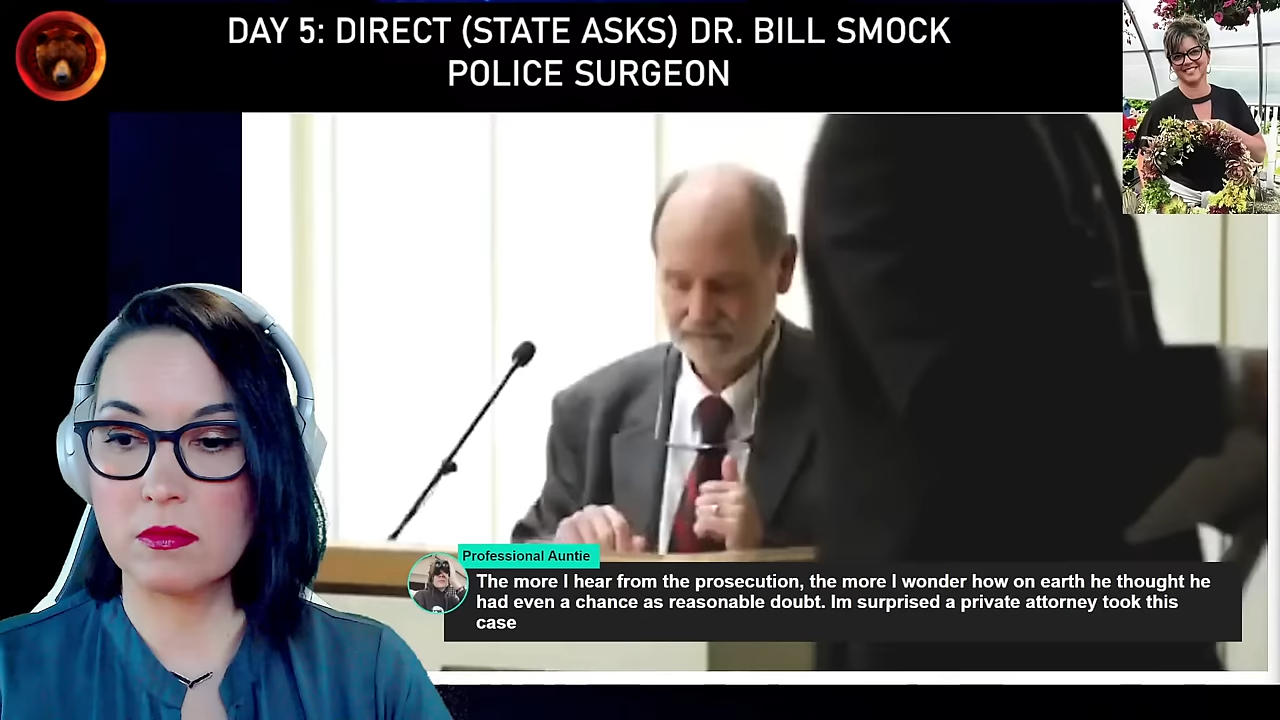 DAY 5: DIRECT (STATE ASKS) DR. BILL SMOCK
POLICE SURGEON
Professional Auntie
The more I hear from the prosecution, the more I wonder how on earth he thought he
had even a chance as reasonable doubt. Im surprised a private attorney took this
case